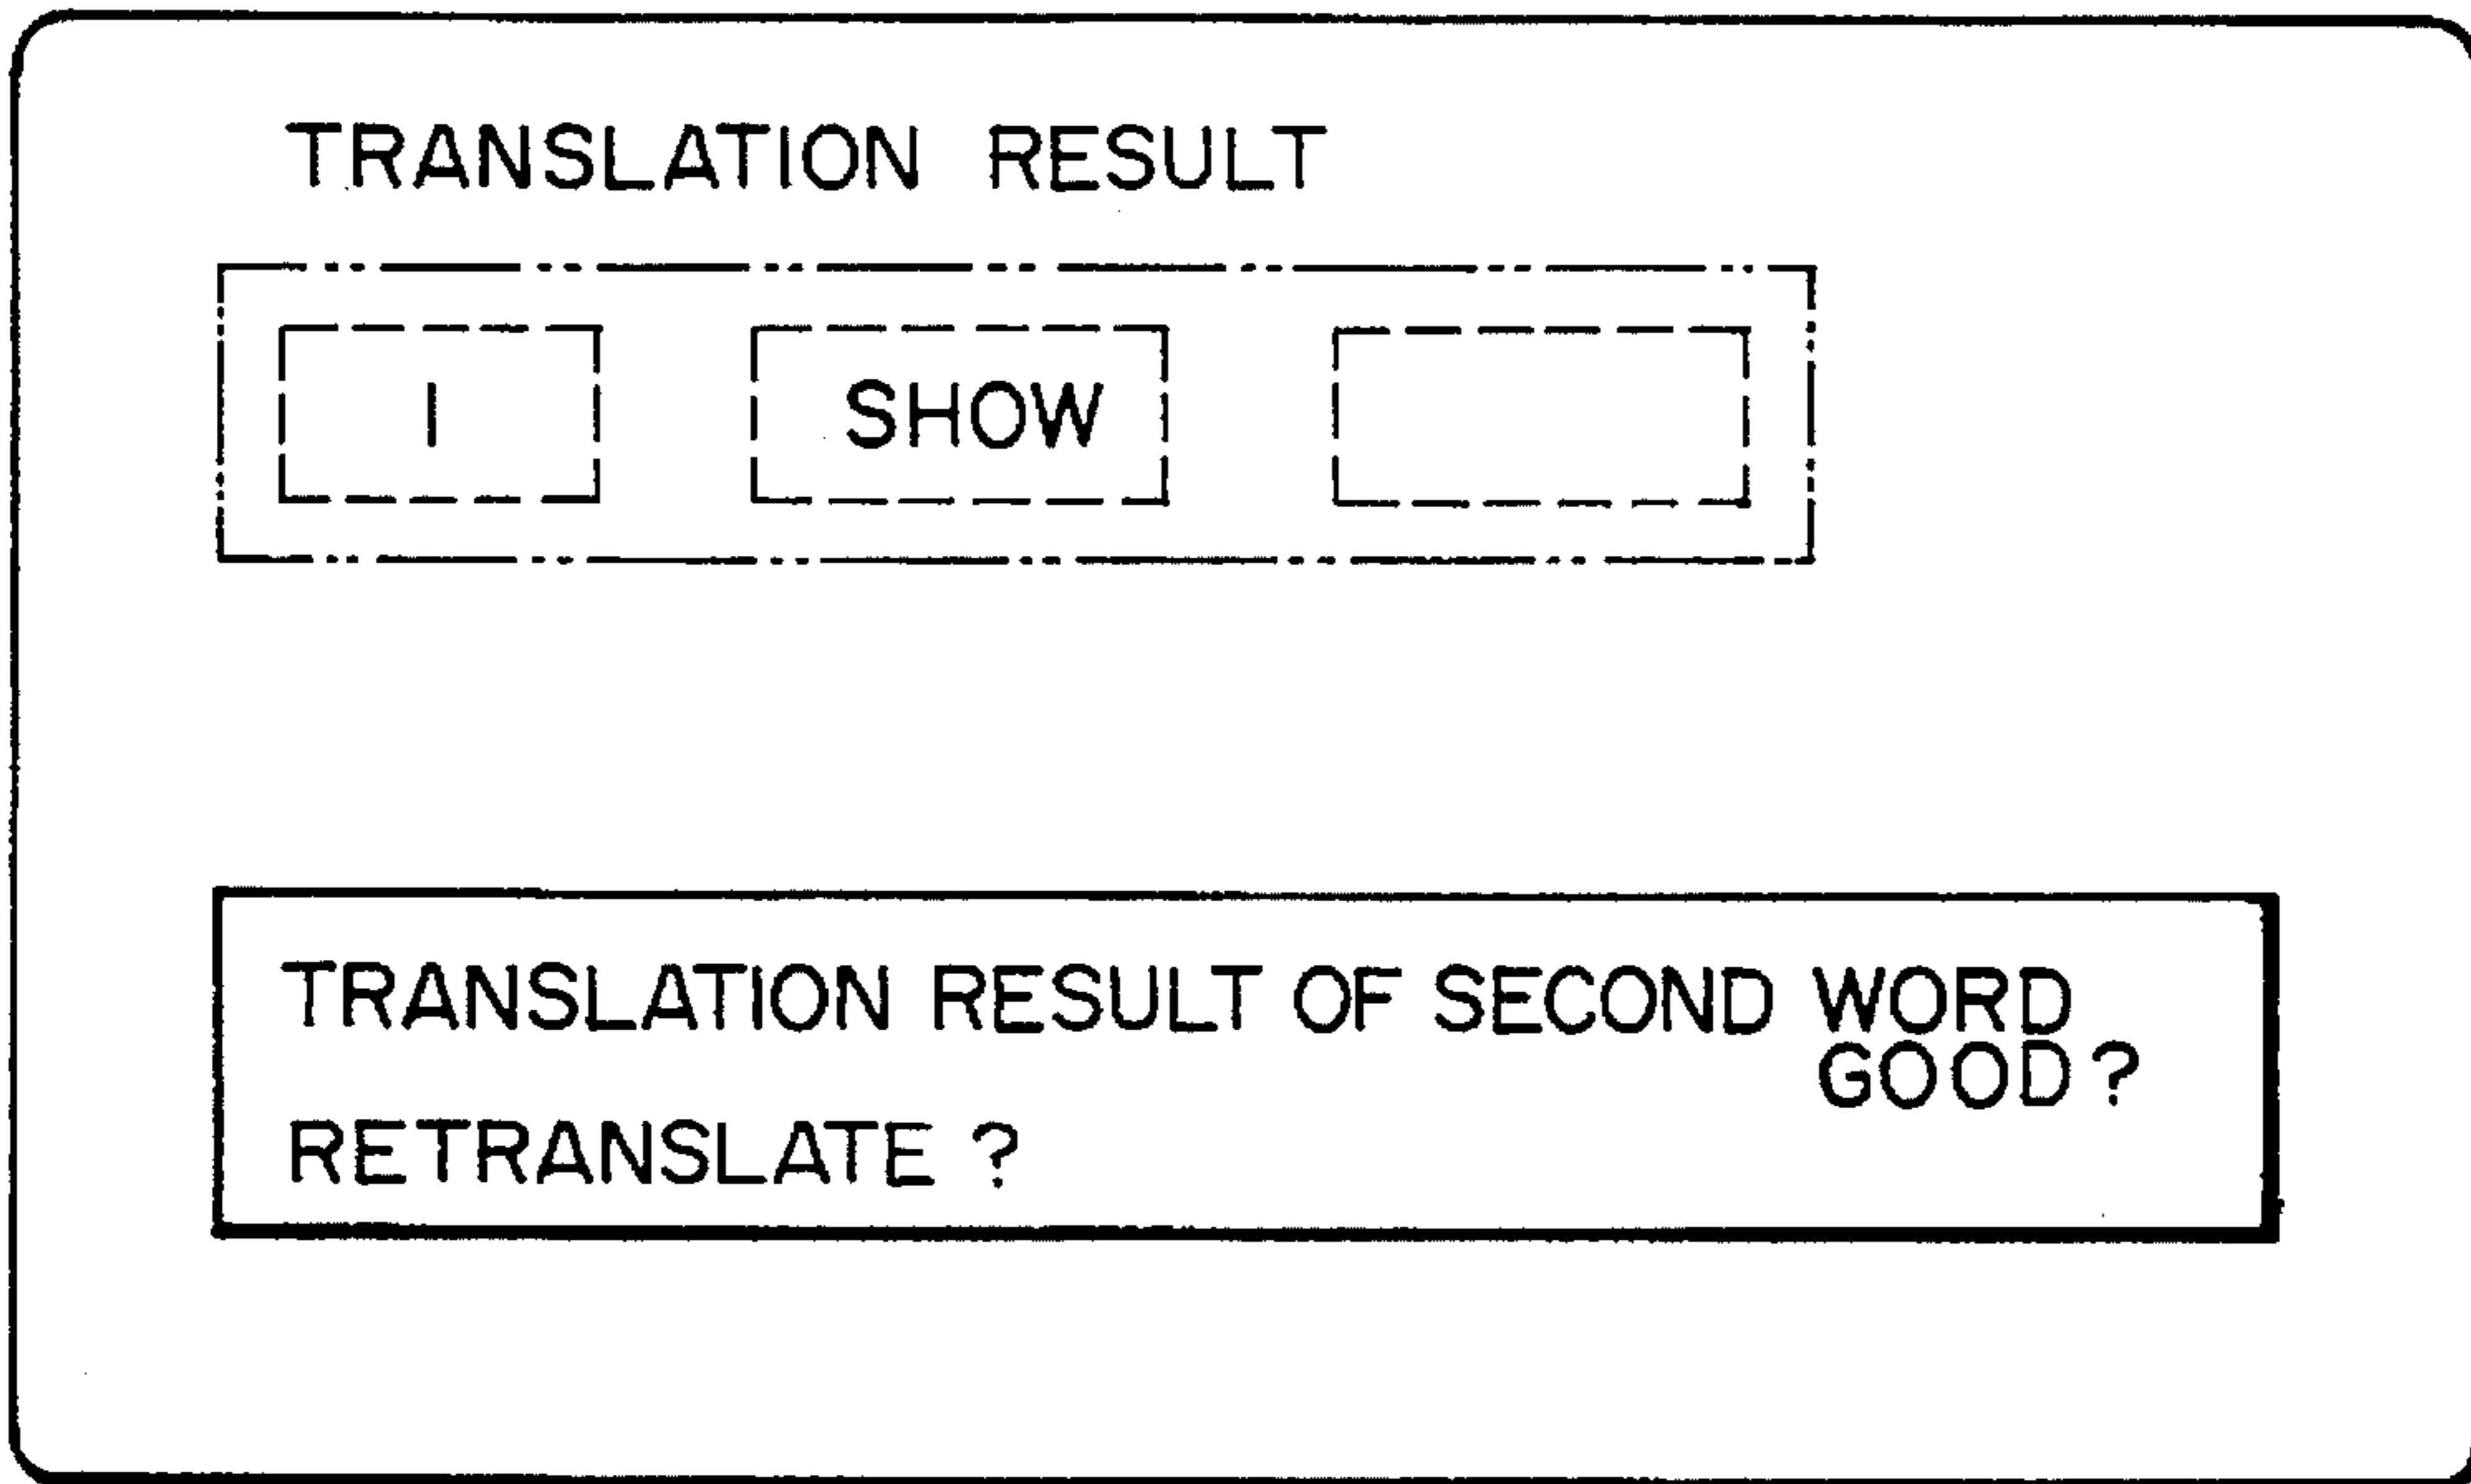 TRANSLATION RESULT
I SHOW
TRANSLATION RESULT OF SECOND WORD
GOOD?
RETRANSLATE ?